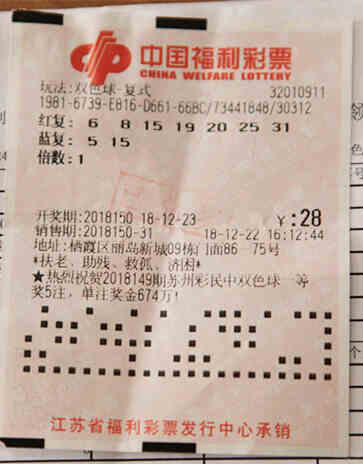 中国福利彩票
CHINA WELFARE LOTTERY
玩法:双色球-复式 32010911
1981-6739-E816-D661-66BC/73441848/30312
红复: 6 8 15 19 20 25 31
蓝复: 5 15
倍数:1
开奖期:2018150 18-12-23 ¥:28
销售期:2018150-31 18-12-22 16:12:44
地址:栖霞区丽岛新城09栋门面86-75号
*扶老、助残、救孤、济困*
★热烈祝贺2018149期苏州彩民中双色球一等
奖5注,单注奖金674万!
江苏省福利彩票发行中心承销